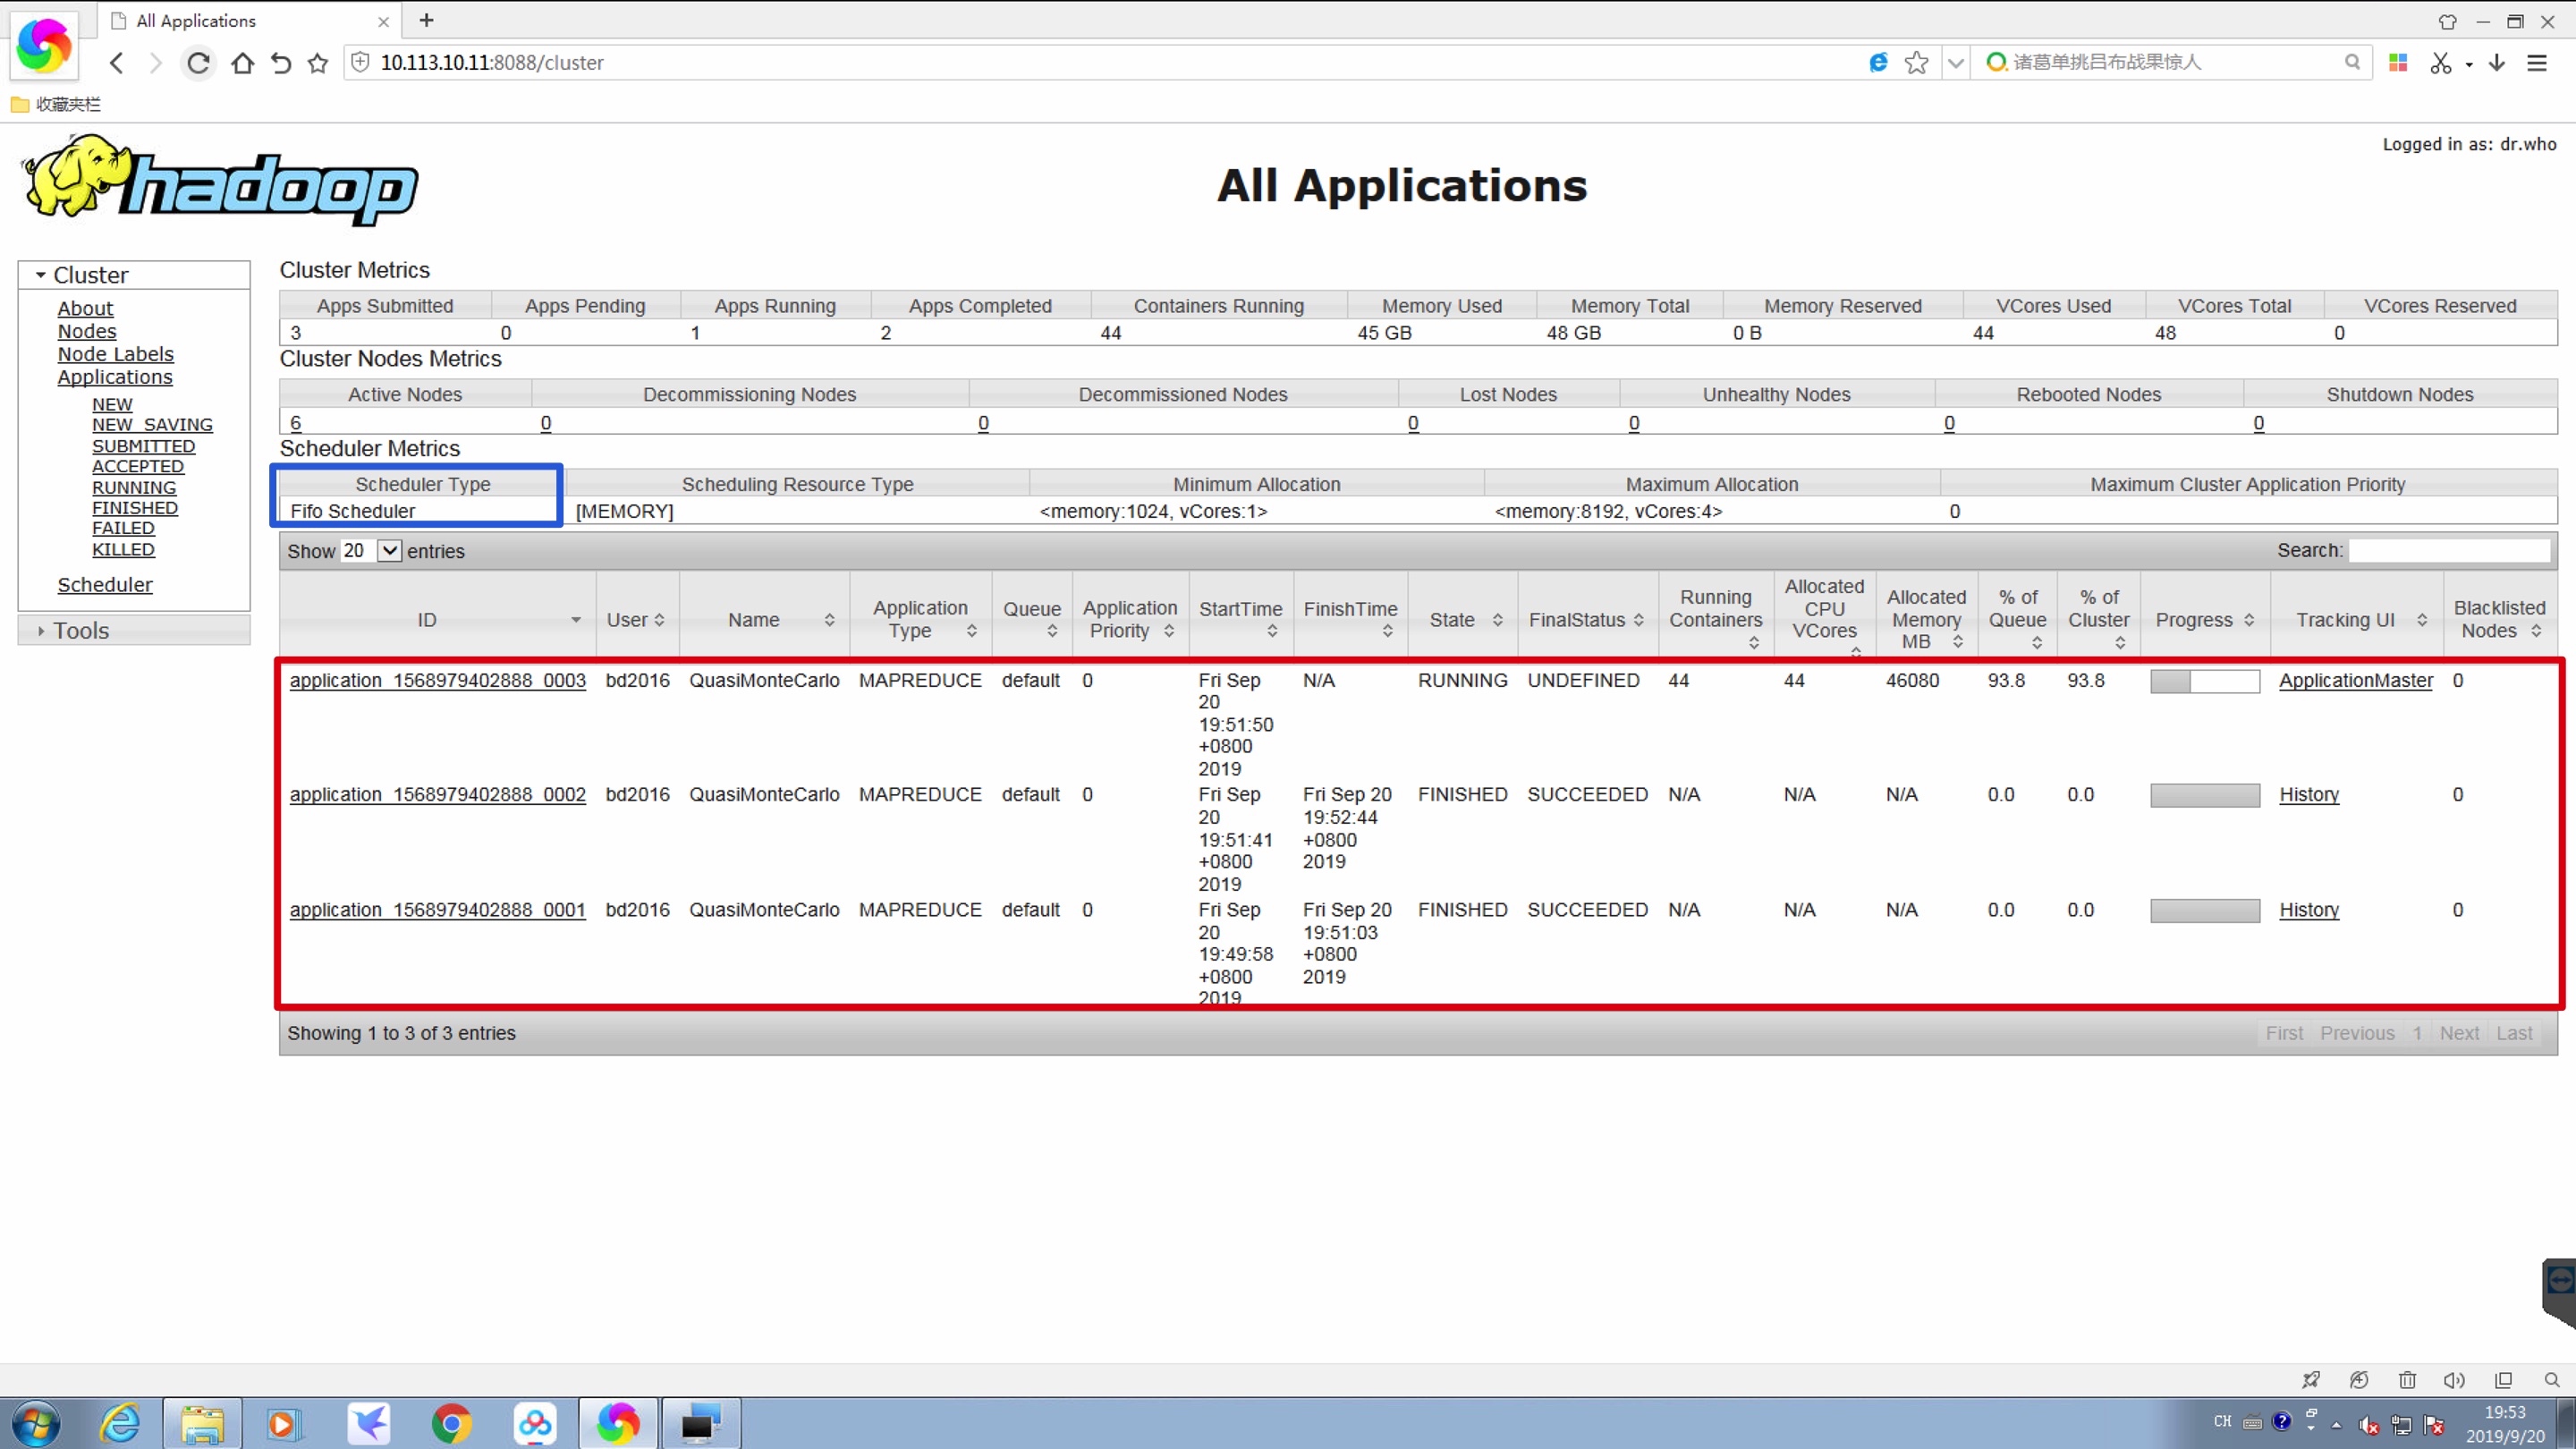 All Applications
10.113.10.11:8088/cluster
诸葛单挑吕布战果惊人
收藏夹栏
hadoop
All Applications
Logged in as: dr.who
Cluster
About
Nodes
Node Labels
Applications
NEW
NEW_SAVING
SUBMITTED
ACCEPTED
RUNNING
FINISHED
FAILED
KILLED
Scheduler
Tools
Cluster Metrics
Apps Submitted Apps Pending Apps Running Apps Completed Containers Running Memory Used Memory Total Memory Reserved VCores Used VCores Total VCores Reserved
3 0 1 2 44 45 GB 48 GB 0 B 44 48 0
Cluster Nodes Metrics
Active Nodes Decommissioning Nodes Decommissioned Nodes Lost Nodes Unhealthy Nodes Rebooted Nodes Shutdown Nodes
6 0 0 0 0 0 0
Scheduler Metrics
Scheduler Type Scheduling Resource Type Minimum Allocation Maximum Allocation Maximum Cluster Application Priority
Fifo Scheduler [MEMORY] <memory:1024, vCores:1> <memory:8192, vCores:4> 0
Show 20 entries Search:
ID User Name Application Type Queue Application Priority StartTime FinishTime State FinalStatus Running Containers Allocated CPU VCores Allocated Memory MB % of Queue % of Cluster Progress Tracking UI Blacklisted Nodes
application_1568979402888_0003 bd2016 QuasiMonteCarlo MAPREDUCE default 0 Fri Sep 20 19:51:50 +0800 2019 N/A RUNNING UNDEFINED 44 44 46080 93.8 93.8 ApplicationMaster 0
application_1568979402888_0002 bd2016 QuasiMonteCarlo MAPREDUCE default 0 Fri Sep 20 19:51:41 +0800 2019 Fri Sep 20 19:52:44 +0800 2019 FINISHED SUCCEEDED N/A N/A N/A 0.0 0.0 History 0
application_1568979402888_0001 bd2016 QuasiMonteCarlo MAPREDUCE default 0 Fri Sep 20 19:49:58 +0800 2019 Fri Sep 20 19:51:03 +0800 2019 FINISHED SUCCEEDED N/A N/A N/A 0.0 0.0 History 0
Showing 1 to 3 of 3 entries First Previous 1 Next Last
CH
19:53
2019/9/20